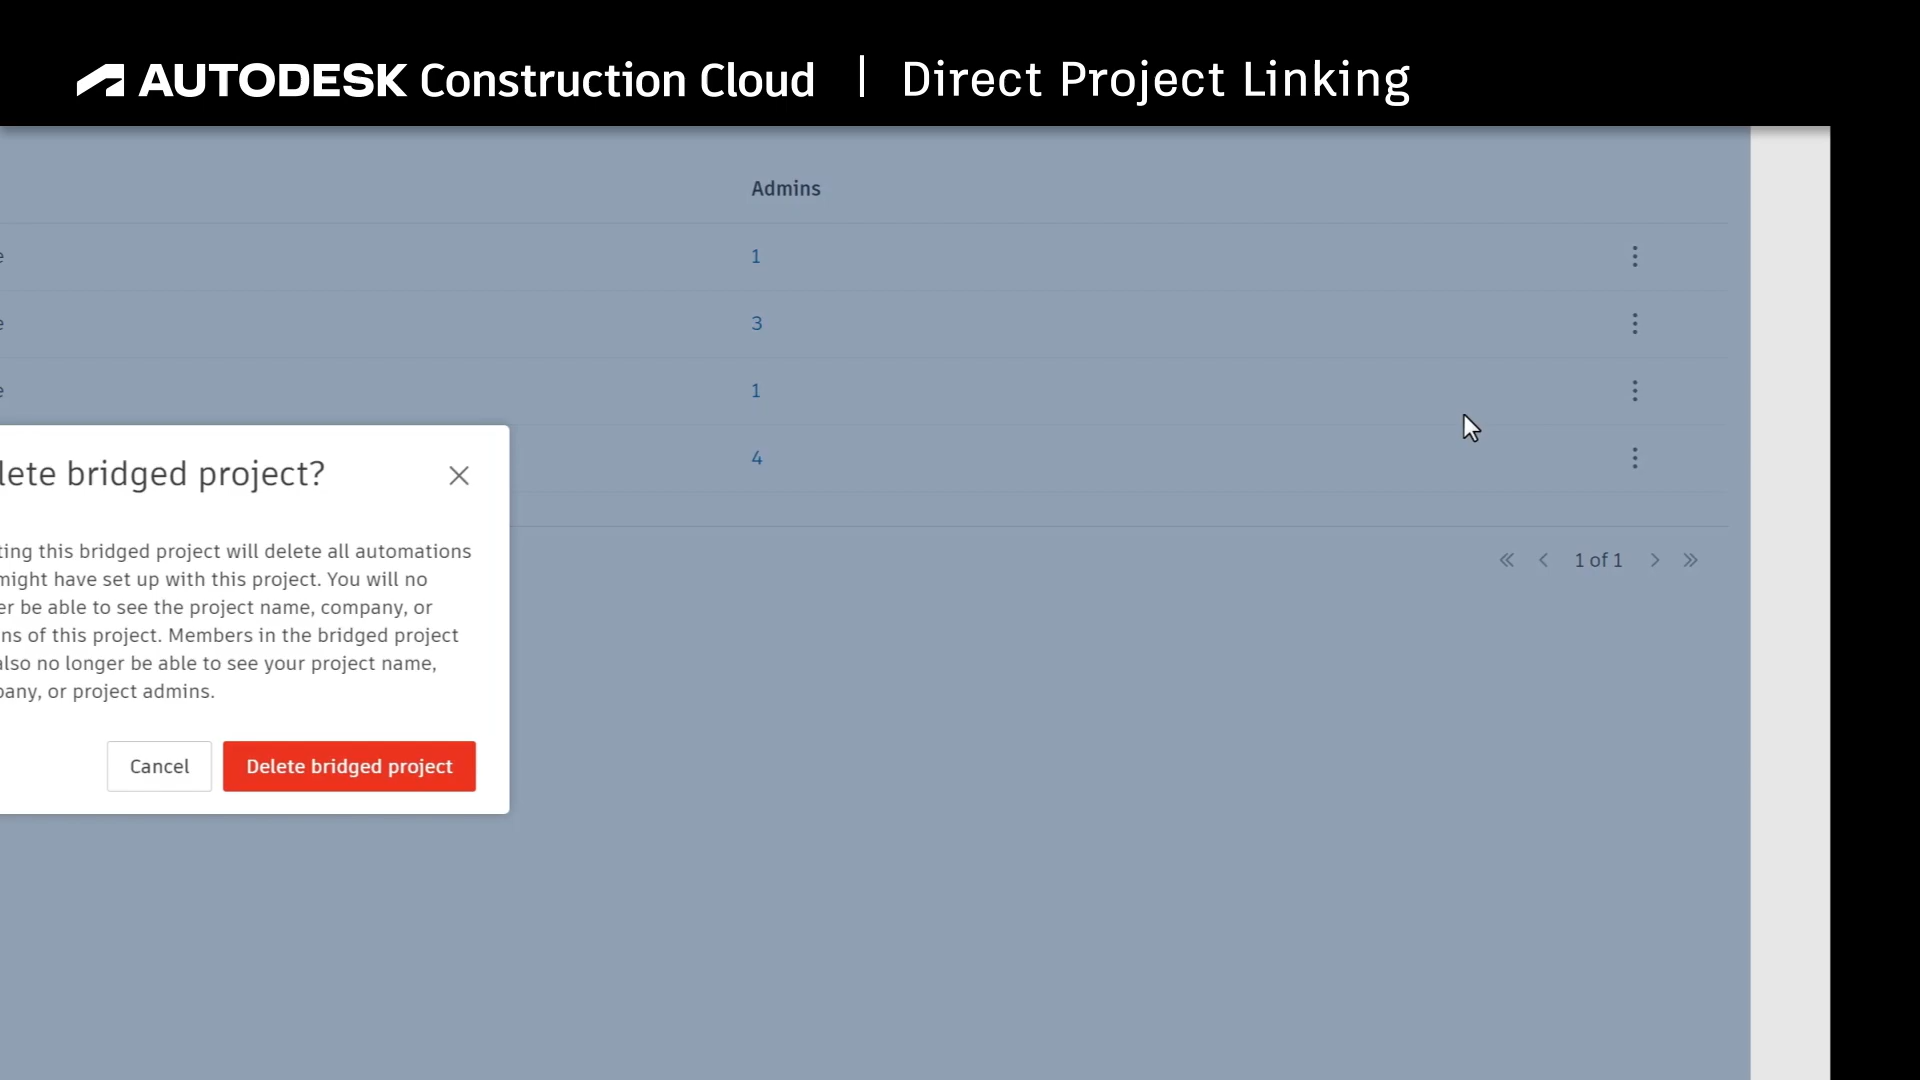 AUTODESK Construction Cloud | Direct Project Linking
Admins
1
3
1
4
lete bridged project?
ting this bridged project will delete all automations
might have set up with this project. You will no
er be able to see the project name, company, or
ns of this project. Members in the bridged project
also no longer be able to see your project name,
pany, or project admins.
Cancel
Delete bridged project
1 of 1